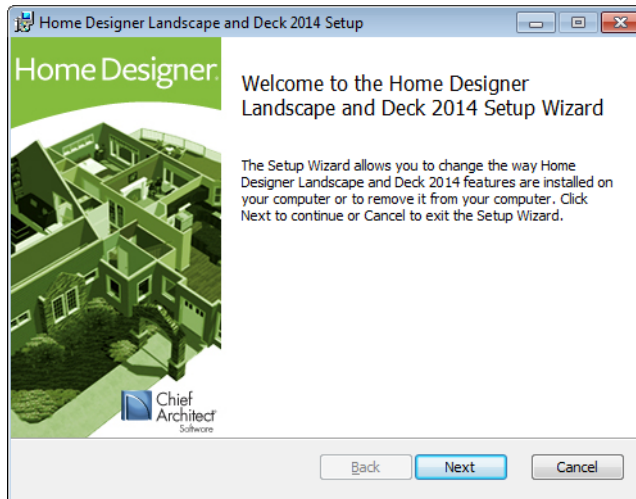 Home Designer Landscape and Deck 2014 Setup
Home Designer.
Welcome to the Home Designer
Landscape and Deck 2014 Setup Wizard
The Setup Wizard allows you to change the way Home
Designer Landscape and Deck 2014 features are installed on
your computer or to remove it from your computer. Click
Next to continue or Cancel to exit the Setup Wizard.
Chief
Architect
Software
Back
Next
Cancel